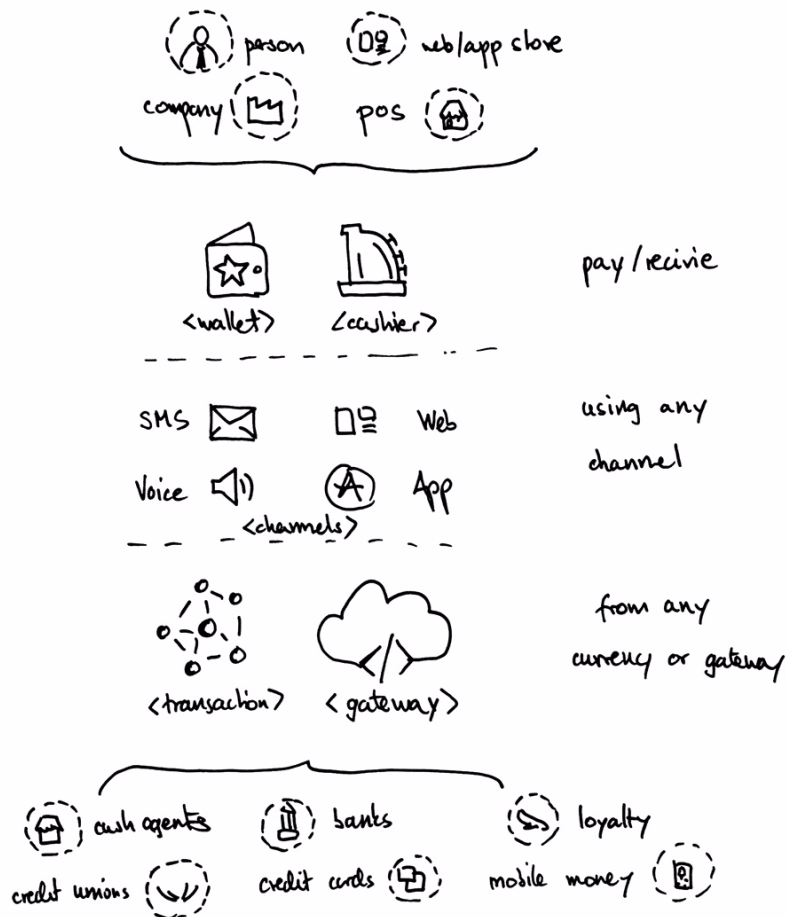 person web/app store
company pos
pay/recivie
<wallet> <cashier>
SMS Web
using any
channel
Voice A App
<channels>
from any
currency or gateway
<transaction> <gateway>
cash agents banks loyalty
credit unions credit cards mobile money